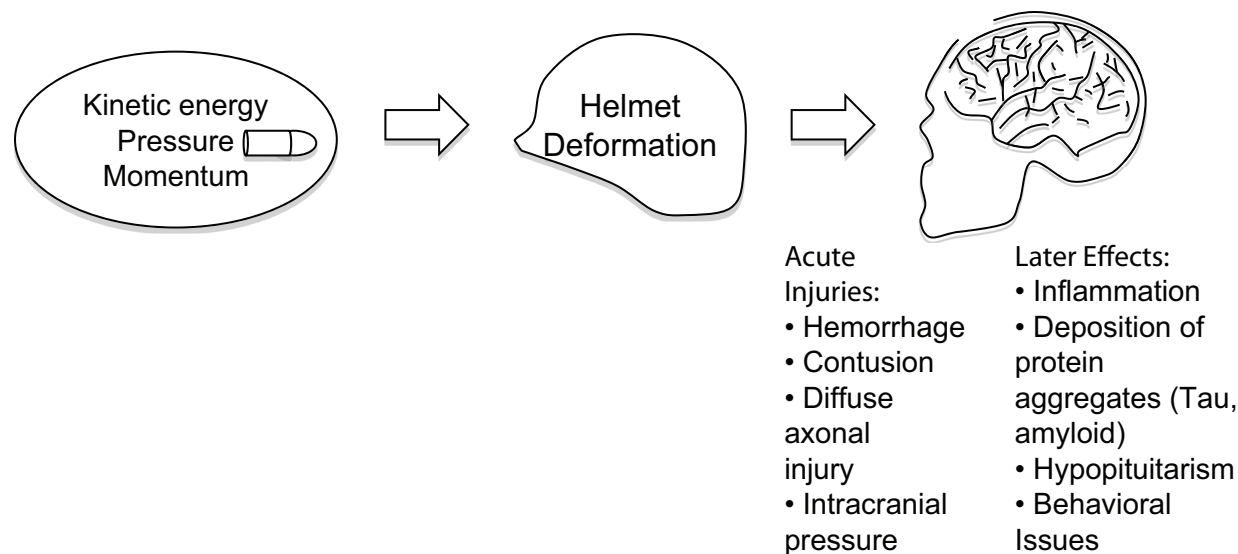 Kinetic energy
Pressure
Momentum
Helmet
Deformation
Acute
Injuries:
• Hemorrhage
• Contusion
• Diffuse
axonal
injury
• Intracranial
pressure
Later Effects:
• Inflammation
• Deposition of
protein
aggregates (Tau,
amyloid)
• Hypopituitarism
• Behavioral
Issues